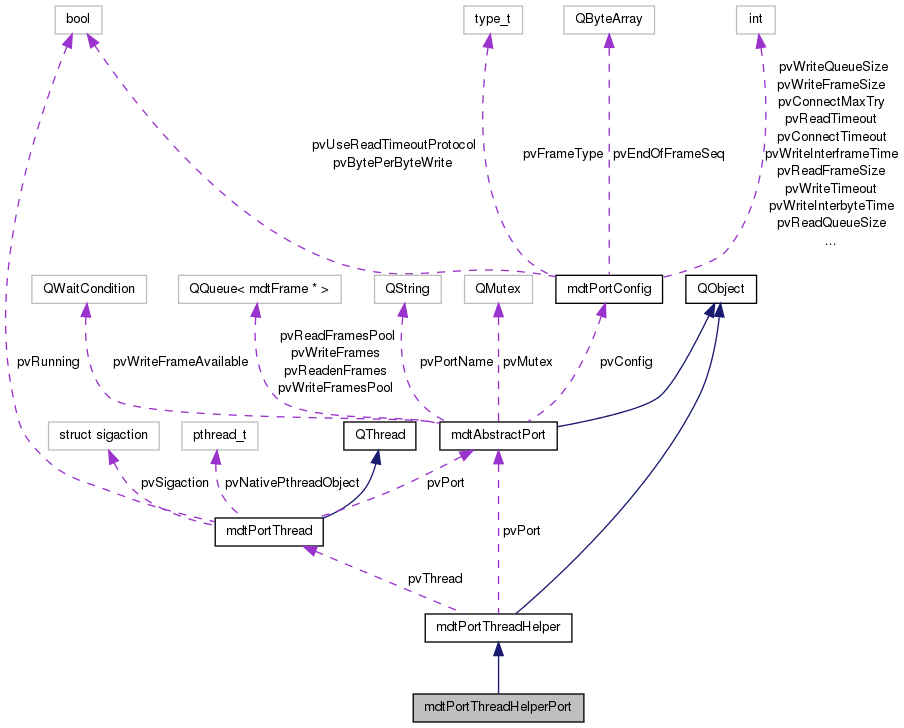 bool
type_t
QByteArray
int
pvUseReadTimeoutProtocol
pvBytePerByteWrite
pvFrameType
pvEndOfFrameSeq
pvWriteQueueSize
pvWriteFrameSize
pvConnectMaxTry
pvReadTimeout
pvConnectTimeout
pvWriteInterframeTime
pvReadFrameSize
pvWriteTimeout
pvWriteInterbyteTime
pvReadQueueSize
...
QWaitCondition
QQueue< mdtFrame * >
QString
QMutex
mdtPortConfig
QObject
pvRunning
pvWriteFrameAvailable
pvReadFramesPool
pvWriteFrames
pvReadenFrames
pvWriteFramesPool
pvPortName
pvMutex
pvConfig
struct sigaction
pthread_t
QThread
mdtAbstractPort
pvSigaction
pvNativePthreadObject
pvPort
mdtPortThread
pvPort
pvThread
mdtPortThreadHelper
mdtPortThreadHelperPort